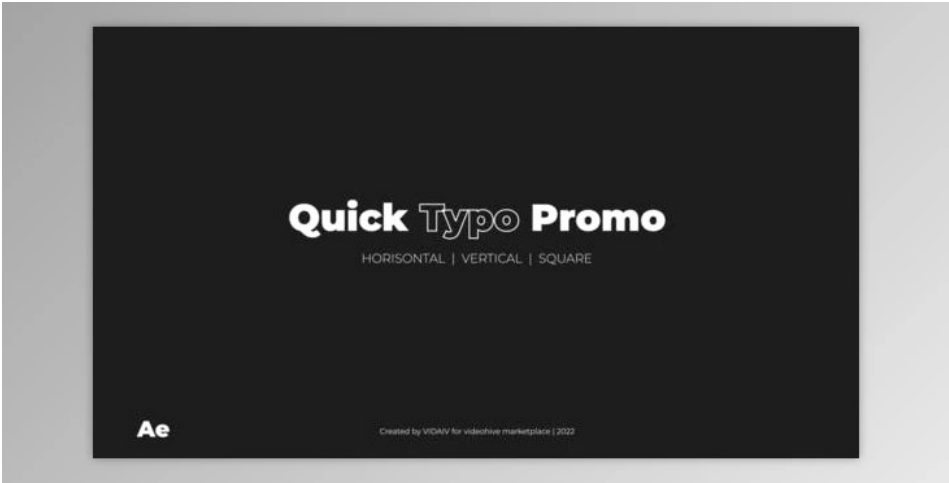 Quick Typo Promo
HORISONTAL | VERTICAL | SQUARE
Ae
Created by VIDAIV for videohive marketplace | 2022